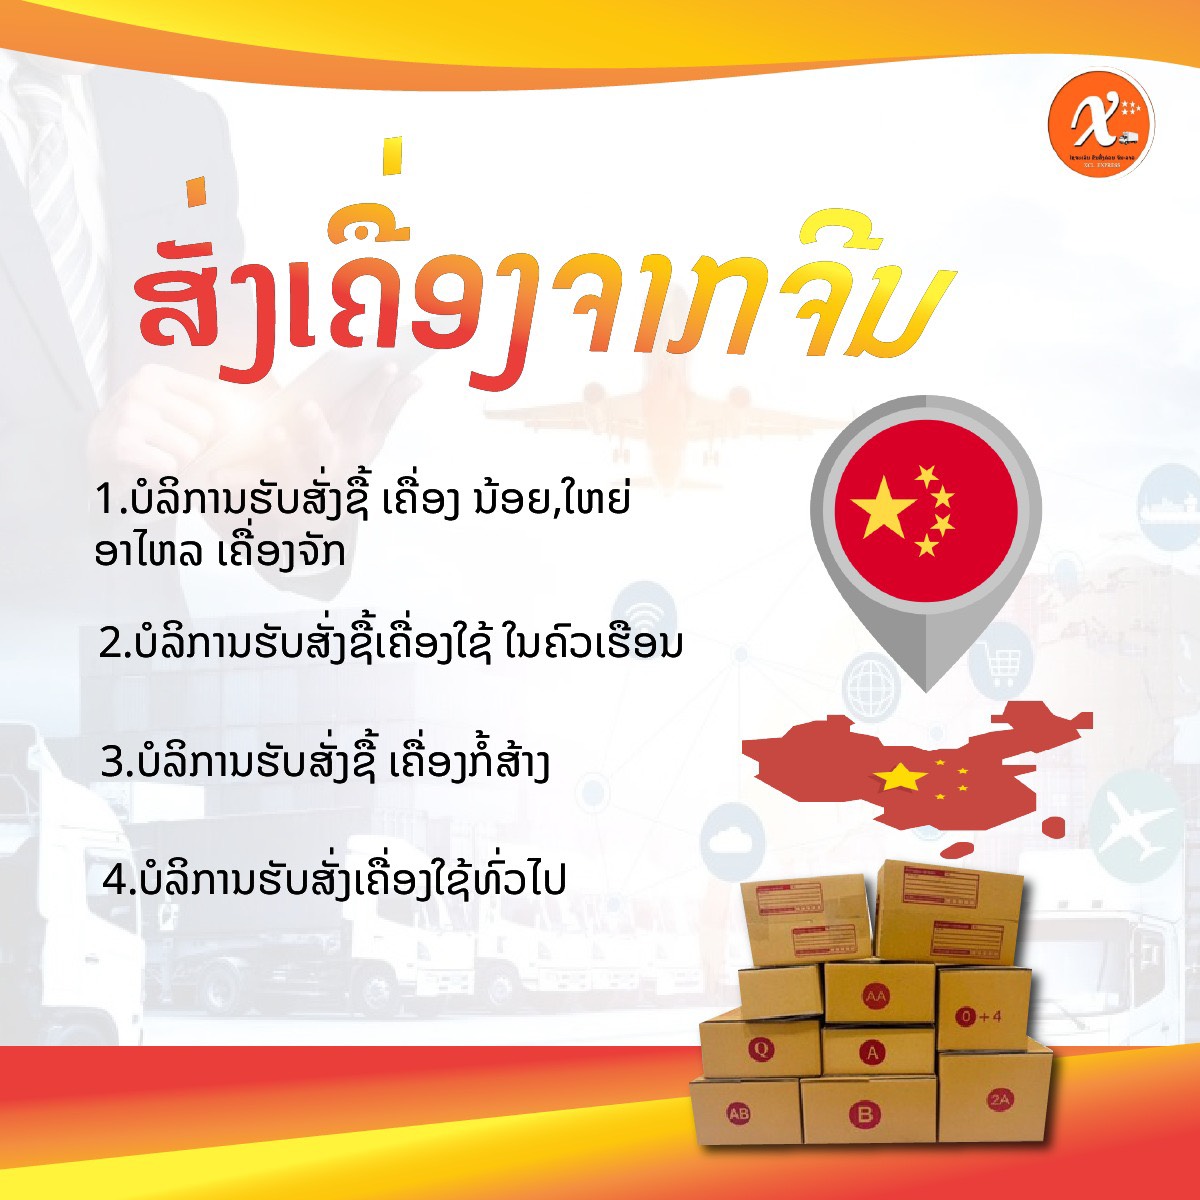 ສັ່ງເຄື່ອງຈາກຈີນ
1.ບໍລິການຮັບສັ່ງຊື້ ເຄື່ອງ ນ້ອຍ,ໃຫຍ່
ອາໄຫລ ເຄື່ອງຈັກ
2.ບໍລິການຮັບສັ່ງຊື້ເຄື່ອງໃຊ້ ໃນຄົວເຮືອນ
3.ບໍລິການຮັບສັ່ງຊື້ ເຄື່ອງກໍ້ສ້າງ
4.ບໍລິການຮັບສັ່ງເຄື່ອງໃຊ້ທົ່ວໄປ
X
AA
0+4
Q
A
AB
B
2A